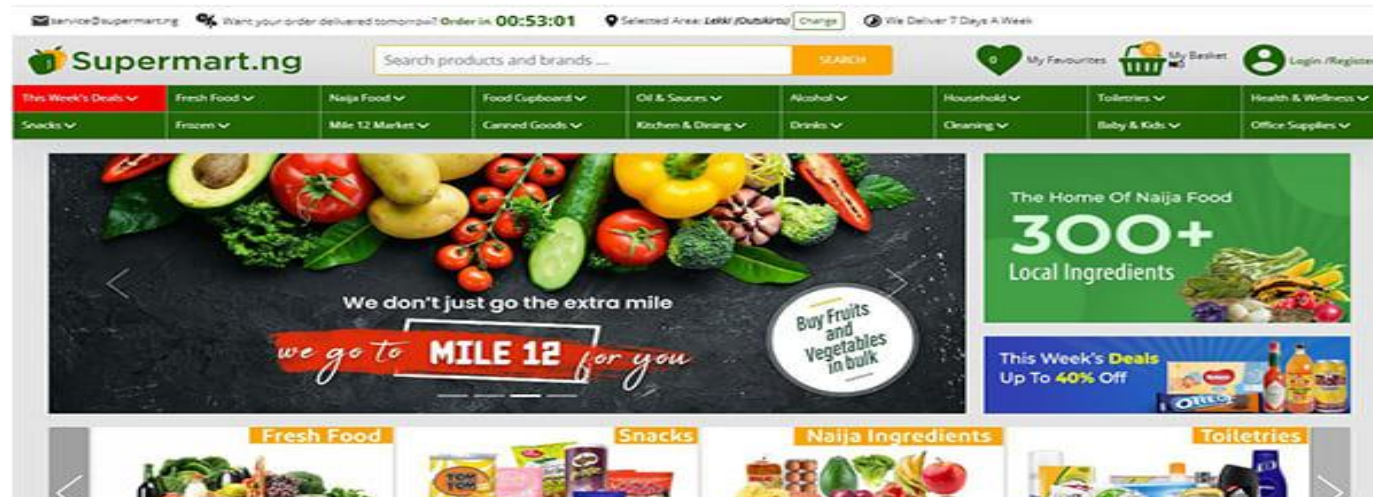 service@supermart.ng Want your order delivered tomorrow? Order in 00:53:01 Selected Area: Lekki (Outskirts) Change We Deliver 7 Days A Week
Supermart.ng Search products and brands ... SEARCH 0 My Favourites 0 My Basket Login /Register
This Week's Deals Fresh Food Naija Food Food Cupboard Oil & Sauces Alcohol Household Toiletries Health & Wellness
Snacks Frozen Mile 12 Market Canned Goods Kitchen & Dining Drinks Cleaning Baby & Kids Office Supplies
The Home Of Naija Food
300+
Local Ingredients
We don't just go the extra mile
we go to MILE 12 for you
Buy Fruits
and
Vegetables
in bulk
This Week's Deals
Up To 40% Off
OREO
Fresh Food Snacks Naija Ingredients Toiletries
TOM
TOM